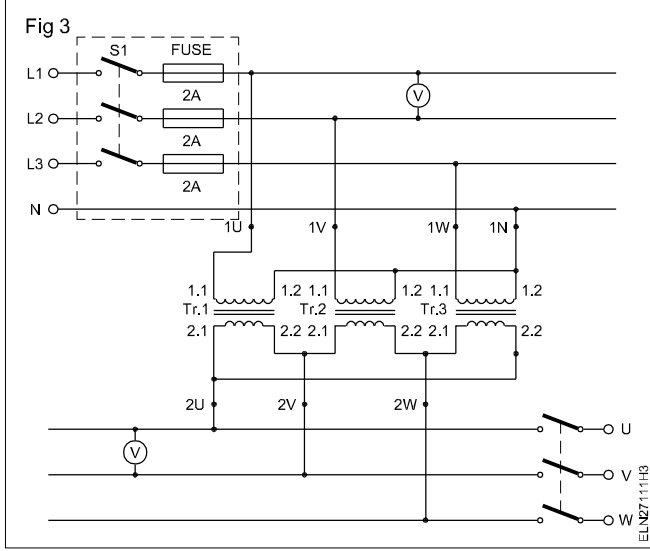 Fig 3
S1 FUSE
L1
2A
V
L2
2A
L3
2A
N
1U 1V 1W 1N
1.1 1.2 1.1 1.2 1.1 1.2
Tr.1 Tr.2 Tr.3
2.1 2.2 2.1 2.2 2.1 2.2
2U 2V 2W
U
V
V
W
ELN27111H3